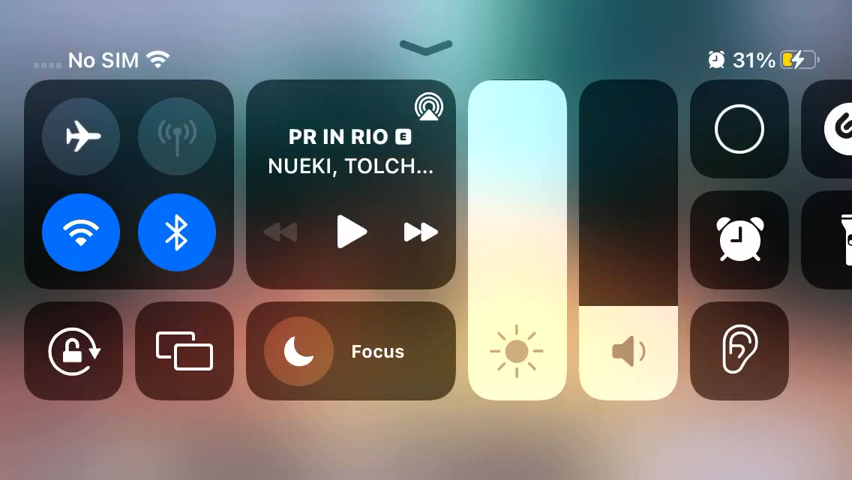 No SIM
31%
PR IN RIO E
NUEKI, TOLCH...
Focus